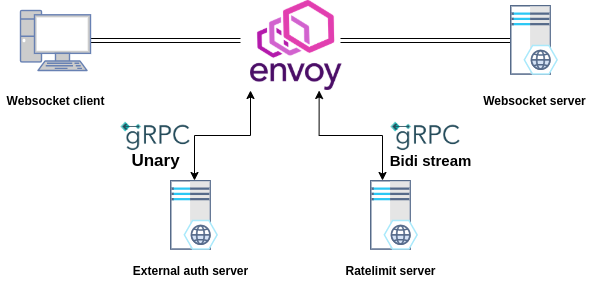 envoy
Websocket client
Websocket server
gRPC
Unary
gRPC
Bidi stream
External auth server
Ratelimit server